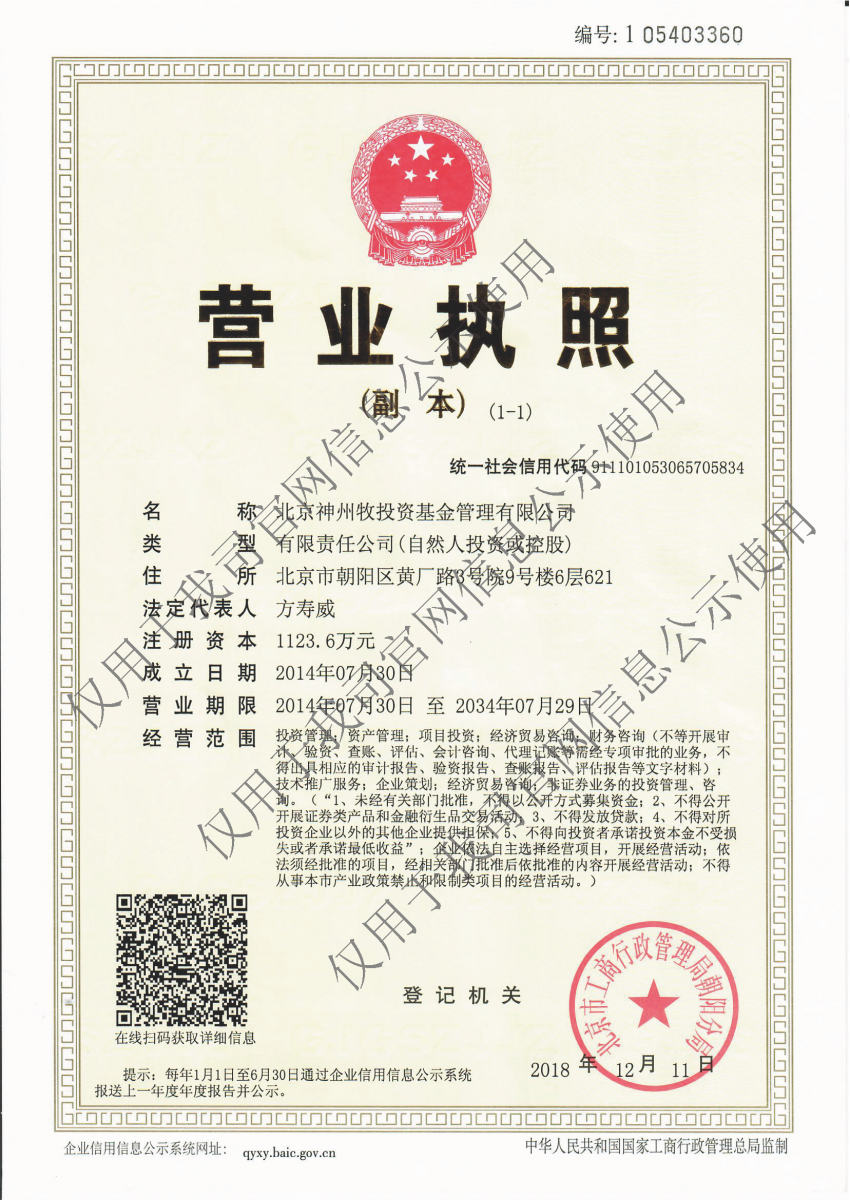 编号: 1 05403360
营业执照
(副 本) (1-1)
统一社会信用代码 911101053065705834
名 称 北京神州牧投资基金管理有限公司
类 型 有限责任公司(自然人投资或控股)
住 所 北京市朝阳区黄厂路3号院9号楼6层621
法定代表人 方寿威
注册资本 1123.6万元
成立日期 2014年07月30日
营业期限 2014年07月30日 至 2034年07月29日
经营范围 投资管理；资产管理；项目投资；经济贸易咨询；财务咨询（不等开展审
计、验资、查账、评估、会计咨询、代理记账等需经专项审批的业务，不
得出具相应的审计报告、验资报告、查账报告、评估报告等文字材料）；
技术推广服务；企业策划；经济贸易咨询；非证券业务的投资管理、咨
询。（“1、未经有关部门批准，不得以公开方式募集资金；2、不得公开
开展证券类产品和金融衍生品交易活动；3、不得发放贷款；4、不得对所
投资企业以外的其他企业提供担保；5、不得向投资者承诺投资本金不受损
失或者承诺最低收益”；企业依法自主选择经营项目，开展经营活动；依
法须经批准的项目，经相关部门批准后依批准的内容开展经营活动；不得
从事本市产业政策禁止和限制类项目的经营活动。）
在线扫码获取详细信息
登记机关
北京市工商行政管理局朝阳分局
2018 年 12 月 11 日
提示：每年1月1日至6月30日通过企业信用信息公示系统
报送上一年度年度报告并公示。
企业信用信息公示系统网址： qyxy.baic.gov.cn
中华人民共和国国家工商行政管理总局监制
仅用于我司官网信息公示使用
仅用于我司官网信息公示使用
仅用于我司官网信息公示使用